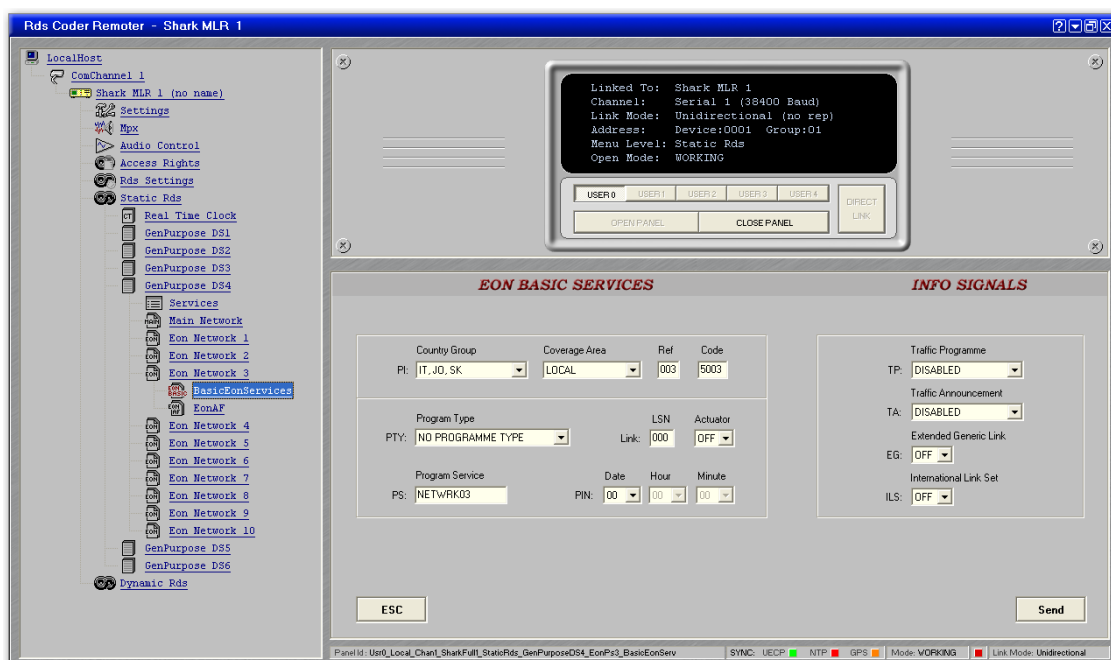 Rds Coder Remoter - Shark MLR 1
LocalHost
ComChannel 1
Shark MLR 1 (no name)
Settings
Mpx
Audio Control
Access Rights
Rds Settings
Static Rds
Real Time Clock
GenPurpose DS1
GenPurpose DS2
GenPurpose DS3
GenPurpose DS4
Services
Main Network
Eon Network 1
Eon Network 2
Eon Network 3
BasicEonServices
EonAF
Eon Network 4
Eon Network 5
Eon Network 6
Eon Network 7
Eon Network 8
Eon Network 9
Eon Network 10
GenPurpose DS5
GenPurpose DS6
Dynamic Rds
Linked To: Shark MLR 1
Channel: Serial 1 (38400 Baud)
Link Mode: Unidirectional (no rep)
Address: Device:0001 Group:01
Menu Level: Static Rds
Open Mode: WORKING
USER 0 USER 1 USER 2 USER 3 USER 4
DIRECT LINK
OPEN PANEL CLOSE PANEL
EON BASIC SERVICES
Country Group Coverage Area Ref Code
PI: IT, JO, SK LOCAL 003 5003
Program Type LSN Actuator
PTY: NO PROGRAMME TYPE Link: 000 OFF
Program Service Date Hour Minute
PS: NETWRK03 PIN: 00 00 00
INFO SIGNALS
Traffic Programme
TP: DISABLED
Traffic Announcement
TA: DISABLED
Extended Generic Link
EG: OFF
International Link Set
ILS: OFF
ESC
Send
Panel Id : Usr0_Local_Chan1_SharkFull1_StaticRds_GenPurposeDS4_EonPs3_BasicEonServ SYNC: UECP NTP GPS Mode: WORKING Link Mode: Unidirectional